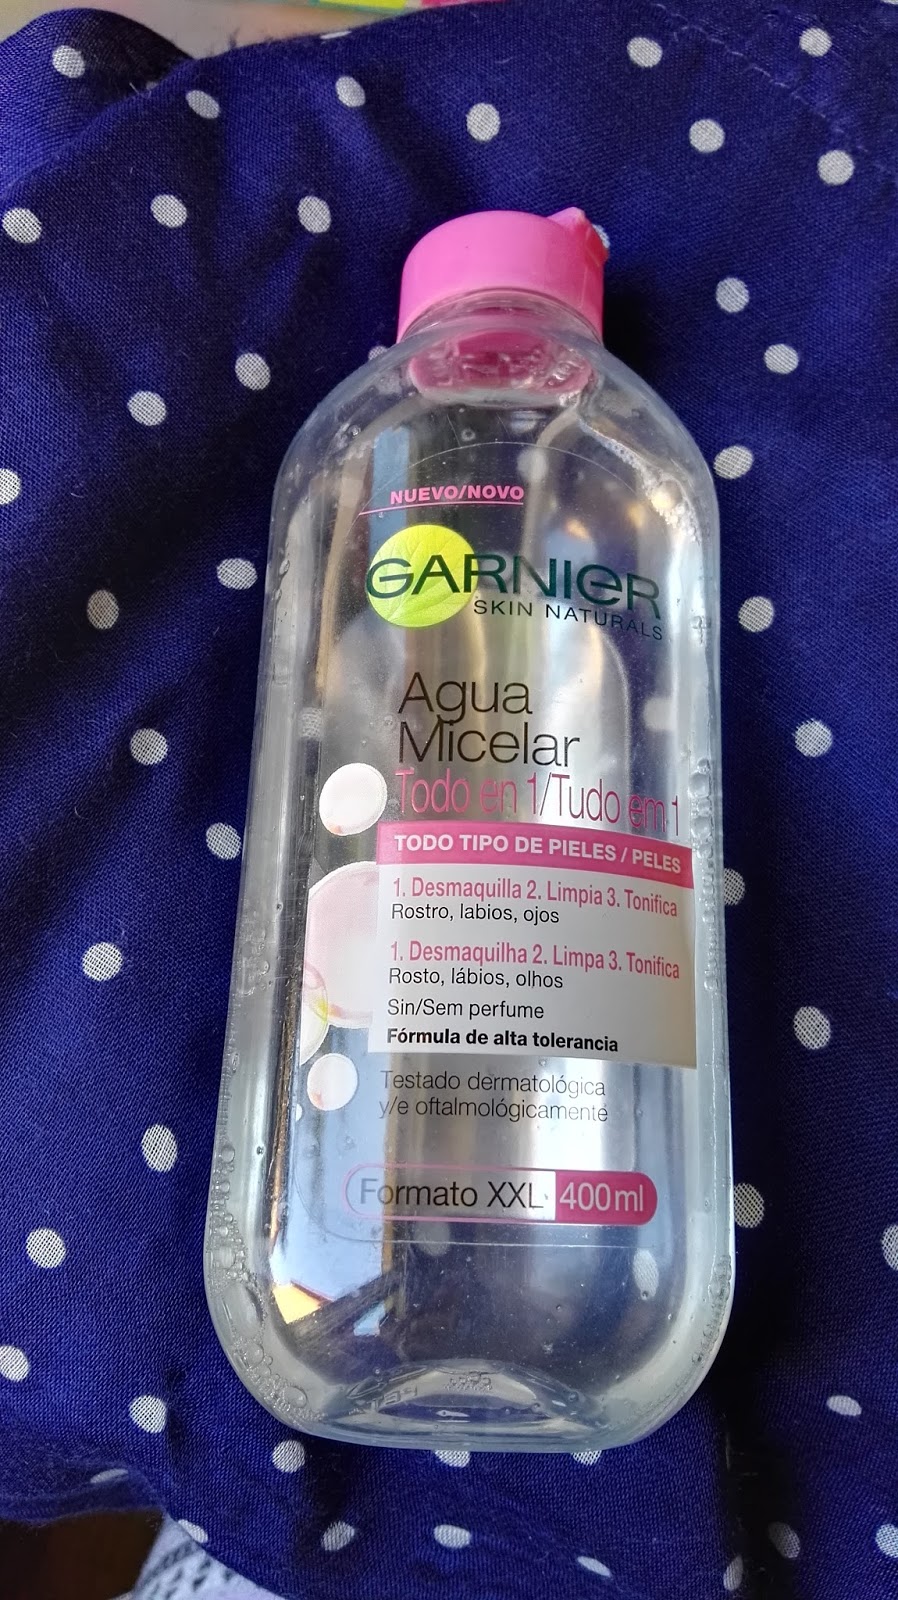 NUEVO/NOVO
GARNIER
SKIN NATURALS
Agua
Micelar
Todo en 1/Tudo em 1
TODO TIPO DE PIELES / PELES
1. Desmaquilla 2. Limpia 3. Tonifica
Rostro, labios, ojos
1. Desmaquilha 2. Limpa 3. Tonifica
Rosto, lábios, olhos
Sin/Sem perfume
Fórmula de alta tolerancia
Testado dermatológica
y/e oftalmológicamente
Formato XXL 400ml